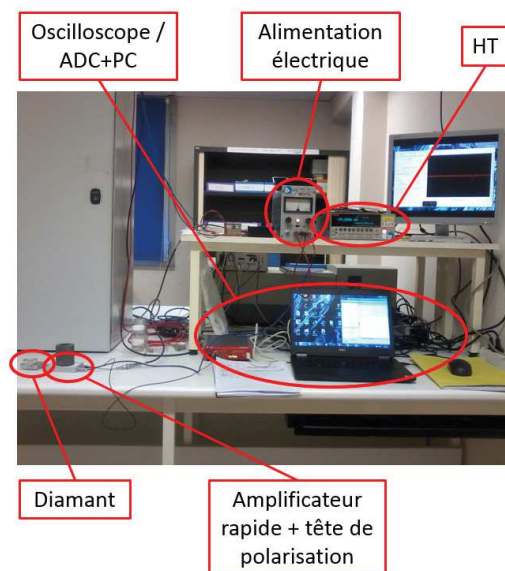 Oscilloscope /
ADC+PC
Alimentation
électrique
HT
Diamant
Amplificateur
rapide + tête de
polarisation